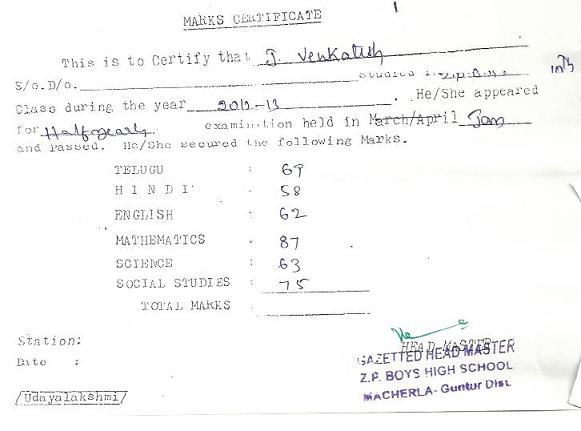 MARKS CERTIFICATE
This is to Certify that J. Venkatesh
S/o.D/o. Studied in Z.P.B.H.S. 10th
Class during the year 2012-13 . He/She appeared
for Halfyearly examination held in March/April Jan
and Passed. He/She secured the following Marks.
TELUGU : 69
HINDI : 58
ENGLISH : 62
MATHEMATICS . 87
SCIENCE : 63
SOCIAL STUDIES : 75
TOTAL MARKS :
Station:
Date :
HEAD-MASTER
GAZETTED HEAD MASTER
Z.P. BOYS HIGH SCHOOL
MACHERLA- Guntur Dist.
/Udayalakshmi/